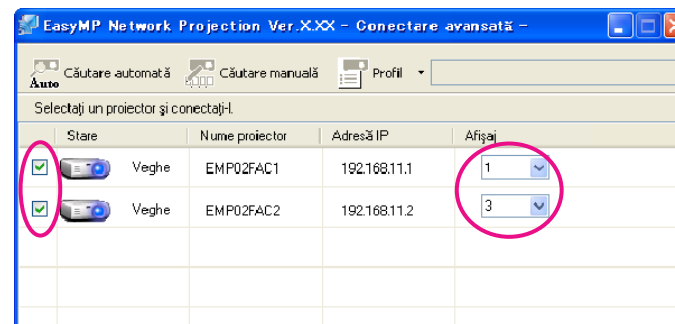 EasyMP Network Projection Ver.X.XX - Conectare avansată -
Auto Căutare automată Căutare manuală Profil
Selectaţi un proiector şi conectaţi-l.
Stare Nume proiector Adresă IP Afişaj
Veghe EMP02FAC1 192.168.11.1 1
Veghe EMP02FAC2 192.168.11.2 3